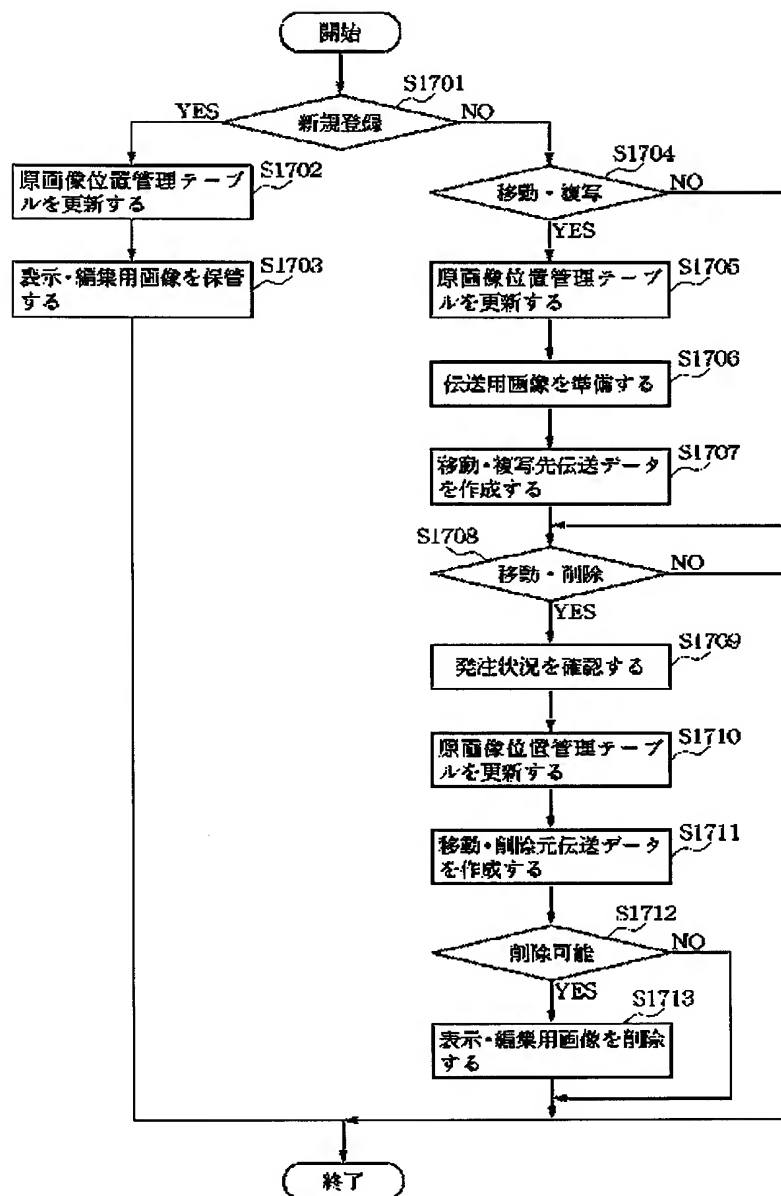 開始
S1701
YES
新規登録
NO
S1702
原画像位置管理テーブ
ルを更新する
S1703
表示・編集用画像を保管
する
S1704
移動・複写
NO
YES
S1705
原画像位置管理テーブ
ルを更新する
S1706
伝送用画像を準備する
S1707
移動・複写先伝送データ
を作成する
S1708
移動・削除
NO
YES
S1709
発注状況を確認する
S1710
原画像位置管理テーブ
ルを更新する
S1711
移動・削除元伝送データ
を作成する
S1712
削除可能
NO
YES
S1713
表示・編集用画像を削除
する
終了